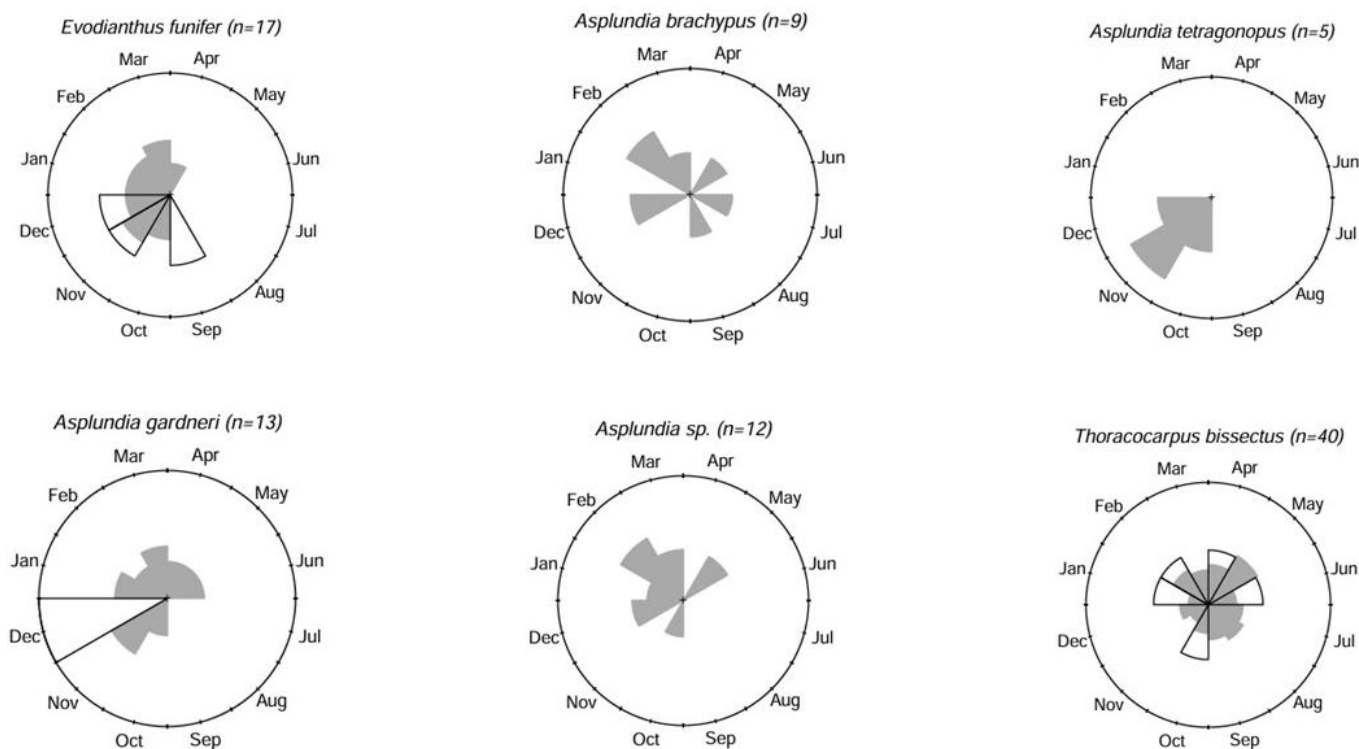 Evodianthus funifer (n=17)
Mar Apr
Feb May
Jan Jun
Dec Jul
Nov Aug
Oct Sep
Asplundia brachypus (n=9)
Mar Apr
Feb May
Jan Jun
Dec Jul
Nov Aug
Oct Sep
Asplundia tetragonopus (n=5)
Mar Apr
Feb May
Jan Jun
Dec Jul
Nov Aug
Oct Sep
Asplundia gardneri (n=13)
Mar Apr
Feb May
Jan Jun
Dec Jul
Nov Aug
Oct Sep
Asplundia sp. (n=12)
Mar Apr
Feb May
Jan Jun
Dec Jul
Nov Aug
Oct Sep
Thoracocarpus bissectus (n=40)
Mar Apr
Feb May
Jan Jun
Dec Jul
Nov Aug
Oct Sep